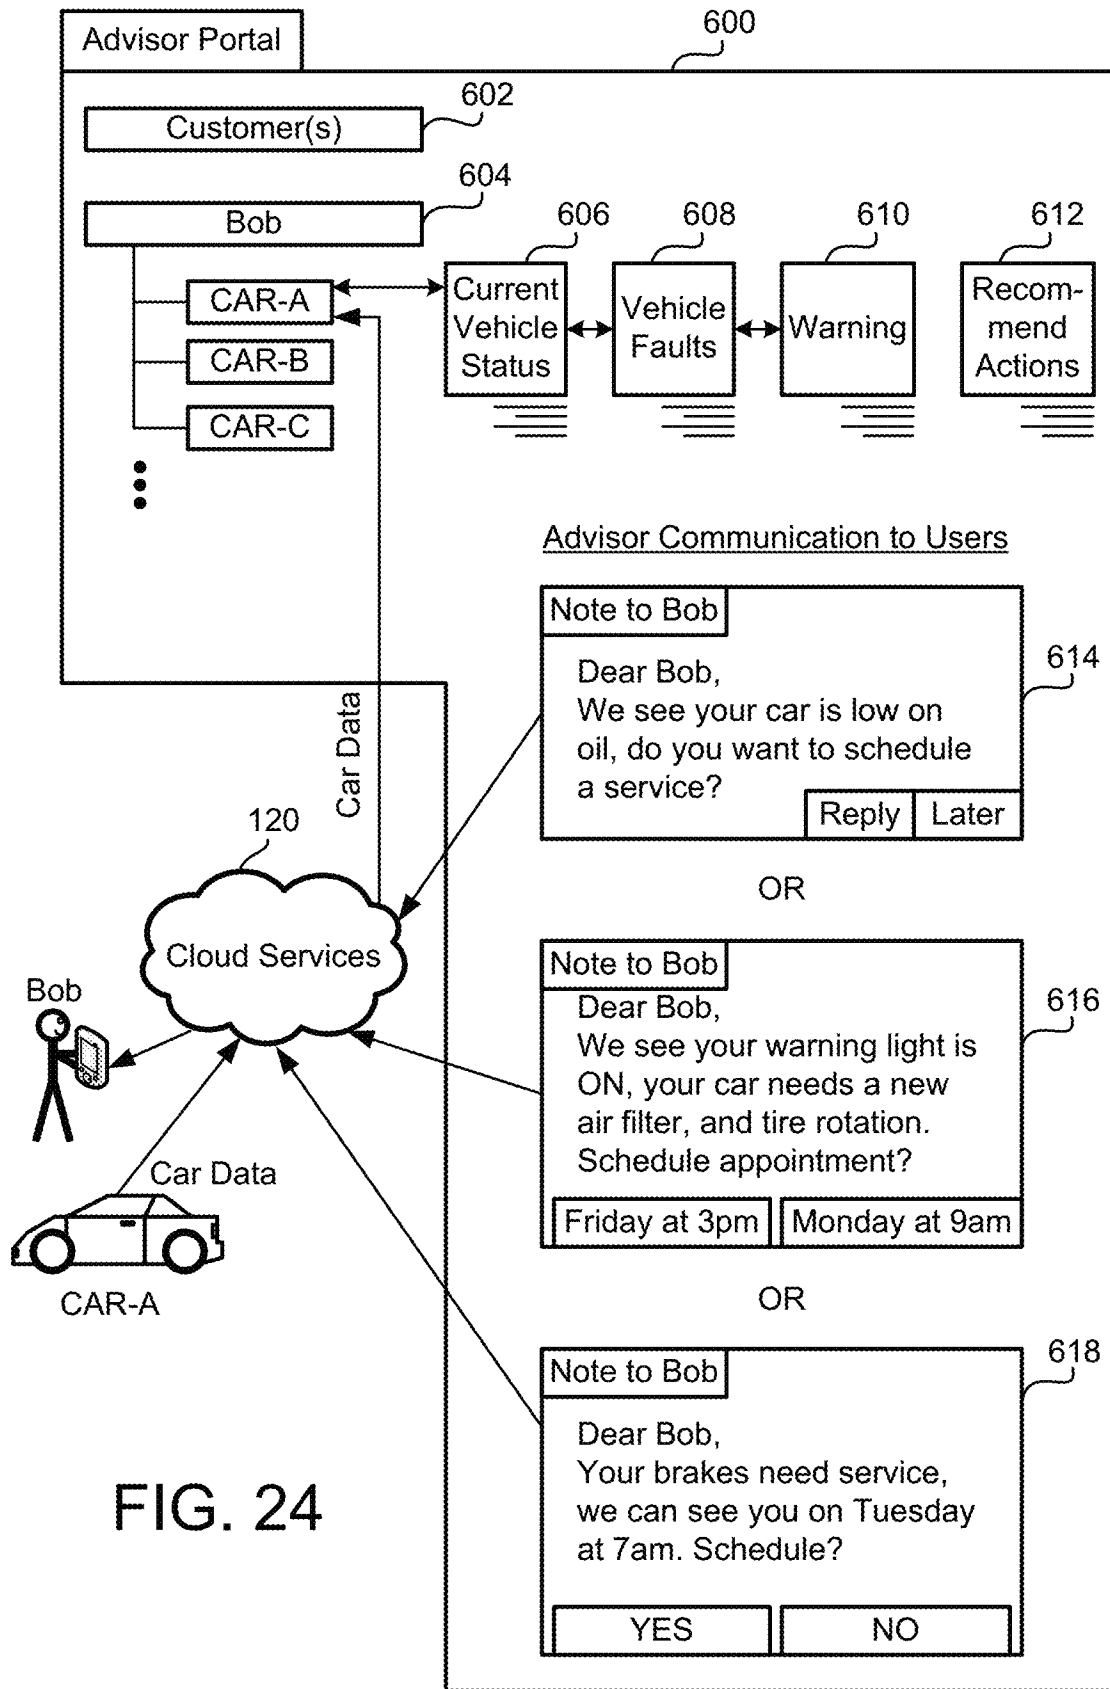 Advisor Portal
600
602
Customer(s)
604
Bob
606
608
610
612
CAR-A
CAR-B
CAR-C
Current
Vehicle
Status
Vehicle
Faults
Warning
Recom-
mend
Actions
Advisor Communication to Users
Note to Bob
614
Dear Bob,
We see your car is low on
oil, do you want to schedule
a service?
Reply
Later
Car Data
120
Cloud Services
OR
Note to Bob
616
Dear Bob,
We see your warning light is
ON, your car needs a new
air filter, and tire rotation.
Schedule appointment?
Friday at 3pm
Monday at 9am
Bob
Car Data
CAR-A
OR
618
Note to Bob
Dear Bob,
Your brakes need service,
we can see you on Tuesday
at 7am. Schedule?
YES
NO
FIG. 24